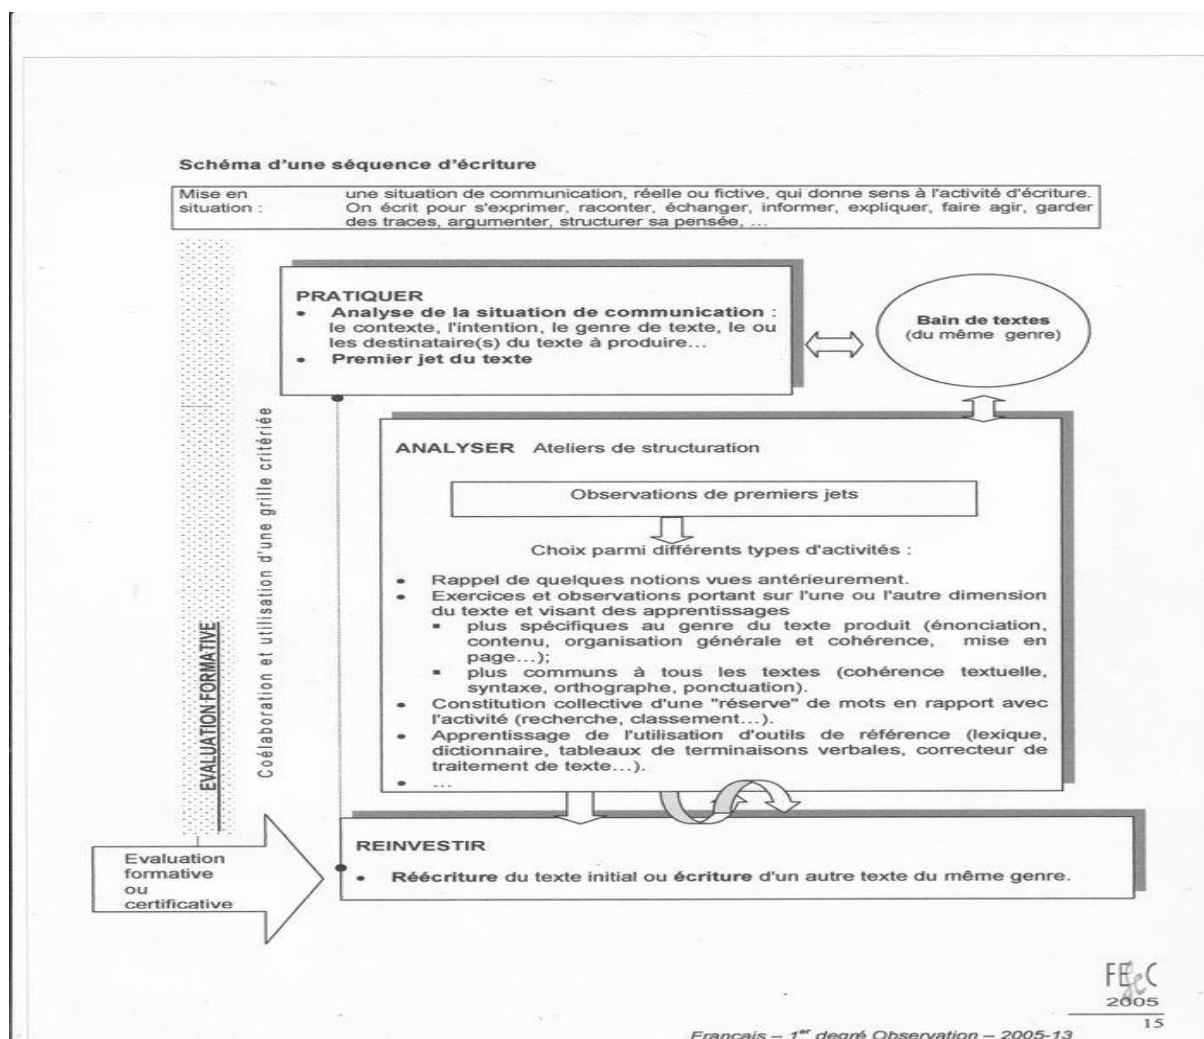 Schéma d'une séquence d'écriture
Mise en situation : une situation de communication, réelle ou fictive, qui donne sens à l'activité d'écriture.
On écrit pour s'exprimer, raconter, échanger, informer, expliquer, faire agir, garder
des traces, argumenter, structurer sa pensée, ...
PRATIQUER
• Analyse de la situation de communication :
le contexte, l'intention, le genre de texte, le ou
les destinataire(s) du texte à produire...
• Premier jet du texte
Bain de textes
(du même genre)
ANALYSER Ateliers de structuration
Observations de premiers jets
Choix parmi différents types d'activités :
• Rappel de quelques notions vues antérieurement.
• Exercices et observations portant sur l'une ou l'autre dimension
du texte et visant des apprentissages
▪ plus spécifiques au genre du texte produit (énonciation,
contenu, organisation générale et cohérence, mise en
page...);
▪ plus communs à tous les textes (cohérence textuelle,
syntaxe, orthographe, ponctuation).
• Constitution collective d'une "réserve" de mots en rapport avec
l'activité (recherche, classement...).
• Apprentissage de l'utilisation d'outils de référence (lexique,
dictionnaire, tableaux de terminaisons verbales, correcteur de
traitement de texte...).
• ...
EVALUATION FORMATIVE
Coélaboration et utilisation d'une grille critériée
REINVESTIR
• Réécriture du texte initial ou écriture d'un autre texte du même genre.
Evaluation
formative
ou
certificative
FESeC
2005
15
Français – 1er degré Observation – 2005-13